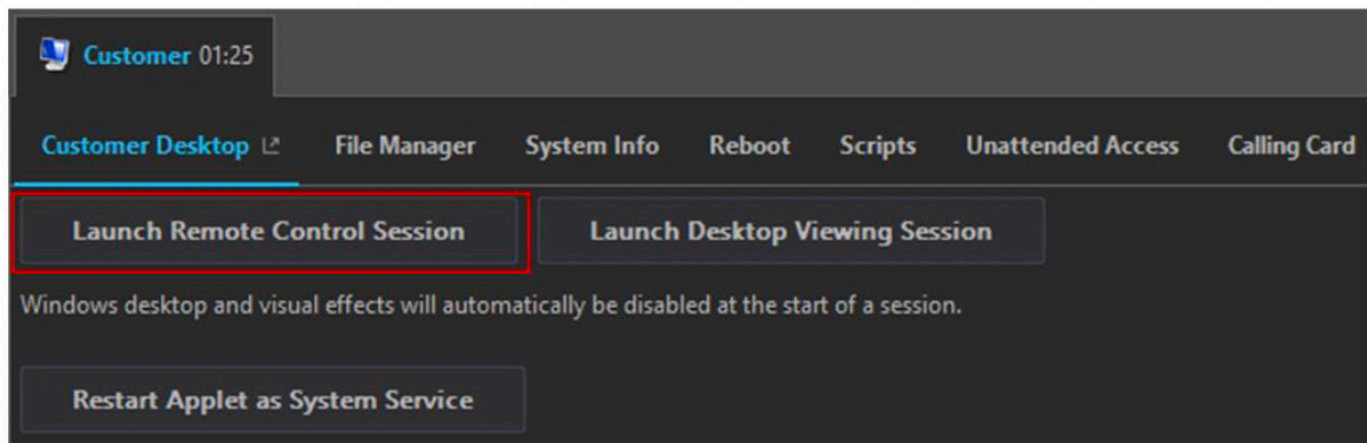 Customer 01:25
Customer Desktop File Manager System Info Reboot Scripts Unattended Access Calling Card
Launch Remote Control Session Launch Desktop Viewing Session
Windows desktop and visual effects will automatically be disabled at the start of a session.
Restart Applet as System Service